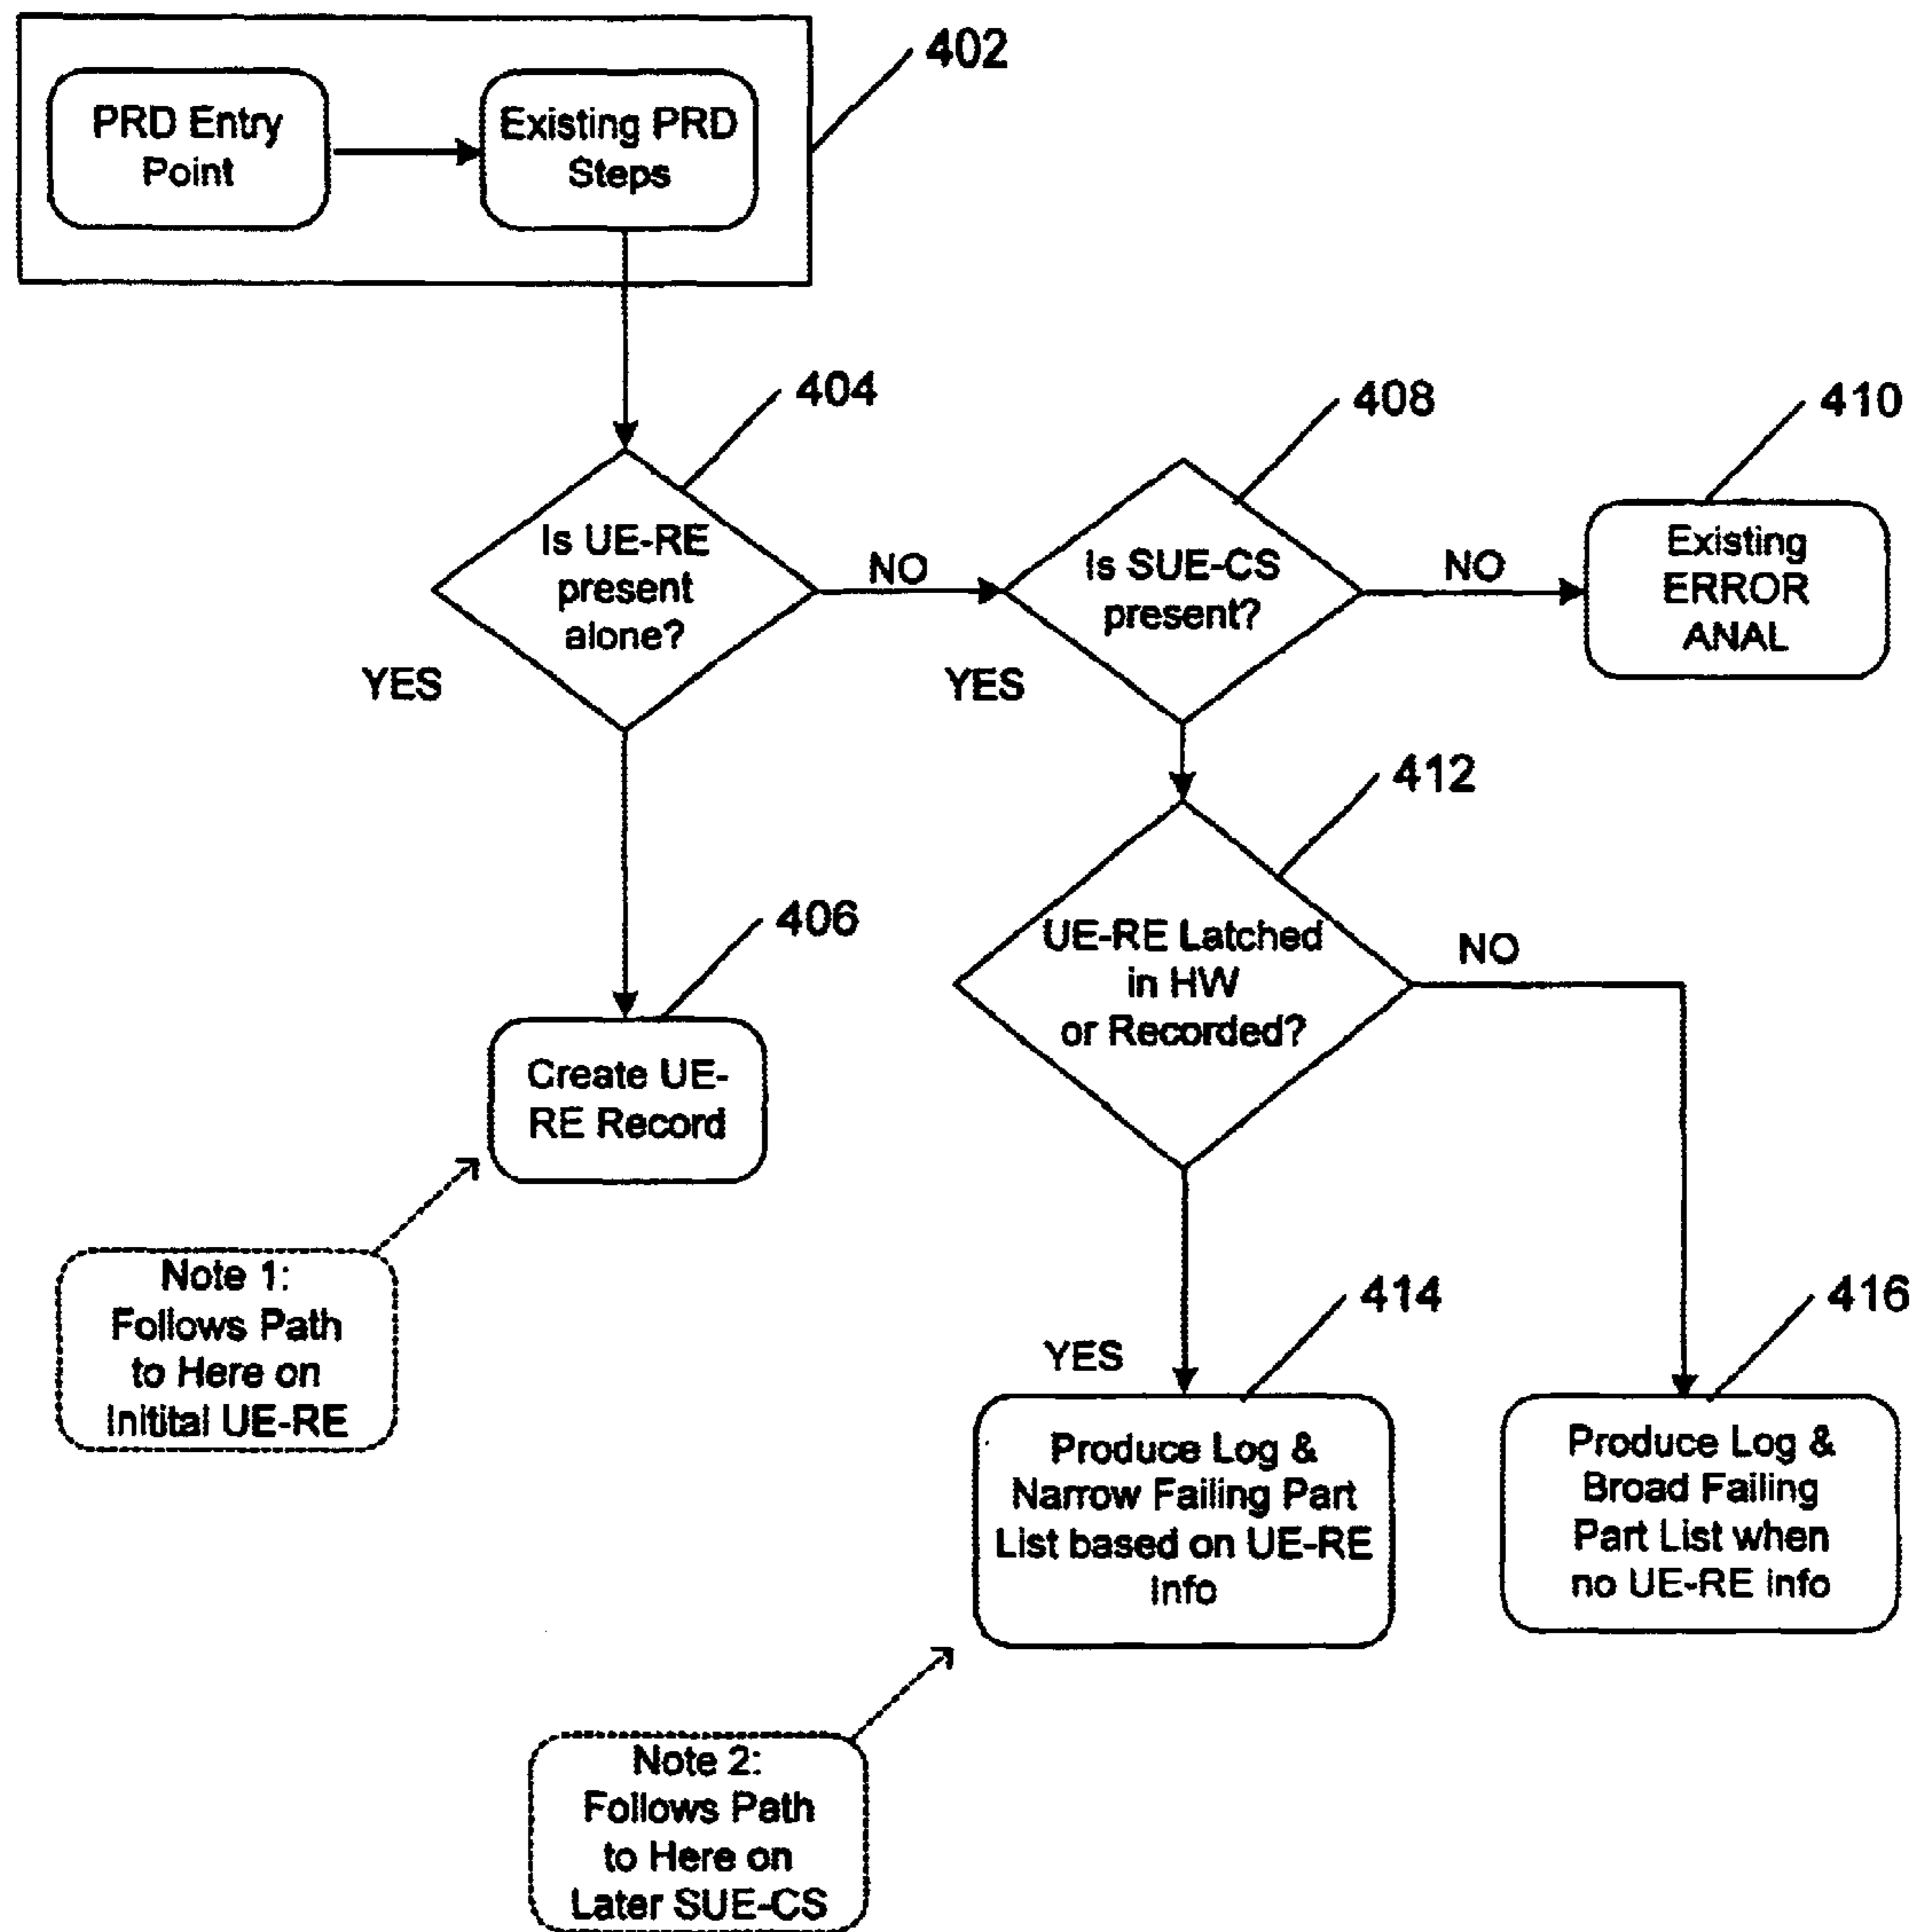 402
PRD Entry
Point
Existing PRD
Steps
404
408
410
Is UE-RE
present
alone?
NO
Is SUE-CS
present?
NO
Existing
ERROR
ANAL
YES
YES
412
406
UE-RE Latched
in HW
or Recorded?
NO
Create UE-
RE Record
Note 1:
Follows Path
to Here on
Initital UE-RE
414
416
YES
Produce Log &
Narrow Failing Part
List based on UE-RE
Info
Produce Log &
Broad Failing
Part List when
no UE-RE info
Note 2:
Follows Path
to Here on
Later SUE-CS